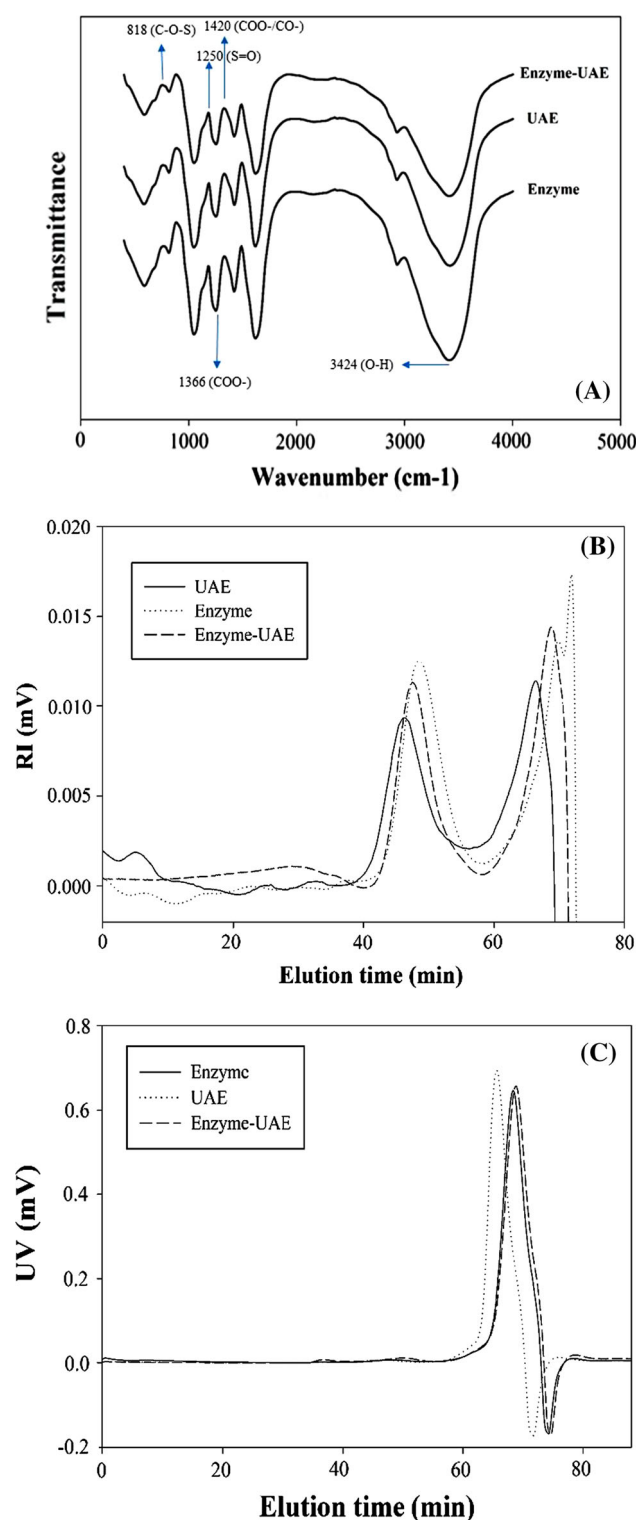 818 (C-O-S)
1420 (COO-/CO-)
1250 (S=O)
Enzyme-UAE
UAE
Enzyme
Transmittance
1366 (COO-)
3424 (O-H)
(A)
0 1000 2000 3000 4000 5000
Wavenumber (cm-1)
(B)
0.020
0.015
0.010
0.005
0.000
UAE
Enzyme
Enzyme-UAE
RI (mV)
0 20 40 60 80
Elution time (min)
(C)
0.8
0.6
0.4
0.2
0.0
-0.2
Enzyme
UAE
Enzyme-UAE
UV (mV)
0 20 40 60 80
Elution time (min)